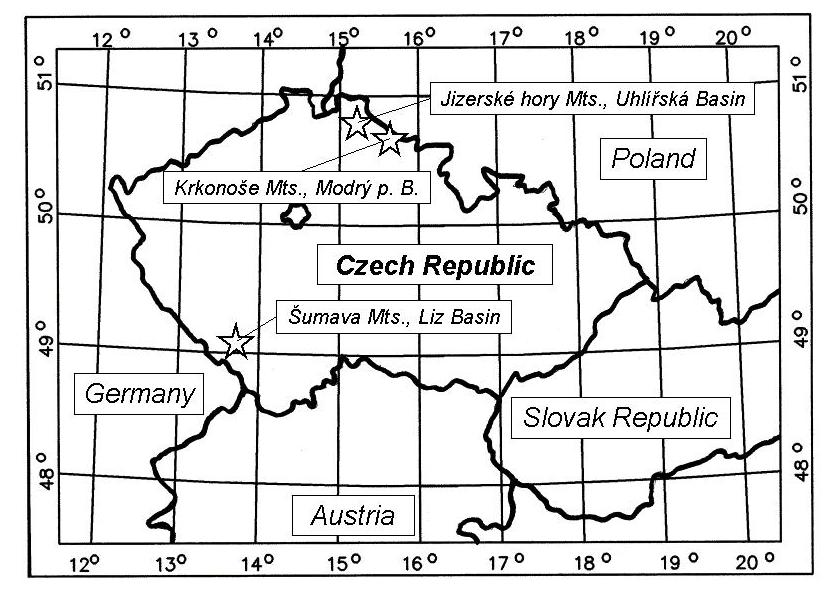 12° 13° 14° 15° 16° 17° 18° 19° 20°
51° 51°
Jizerské hory Mts., Uhlířská Basin
Poland
Krkonoše Mts., Modrý p. B.
50° 50°
Czech Republic
Šumava Mts., Liz Basin
49° 49°
Germany
Slovak Republic
48° 48°
Austria
12° 13° 14° 15° 16° 17° 18° 19° 20°